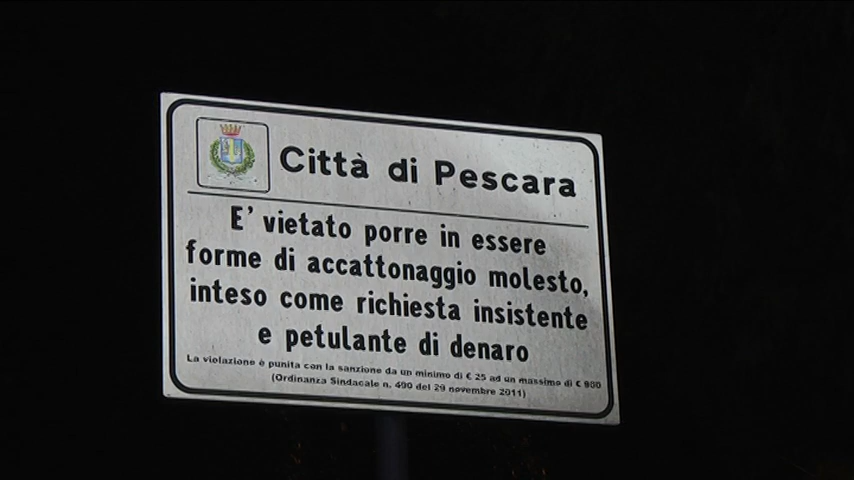 Città di Pescara
E' vietato porre in essere
forme di accattonaggio molesto,
inteso come richiesta insistente
e petulante di denaro
La violazione è punita con la sanzione da un minimo di € 25 ad un massimo di € 900
(Ordinanza Sindacale n. 490 del 29 novembre 2011)